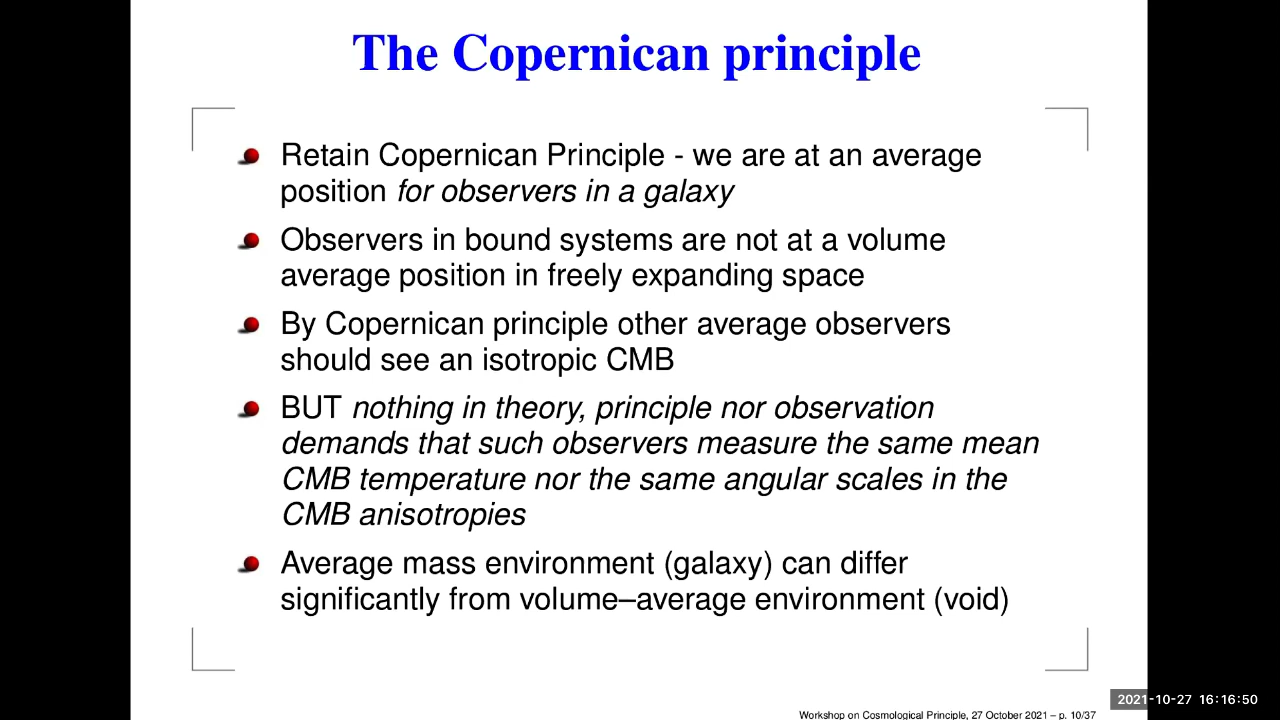 The Copernican principle
Retain Copernican Principle - we are at an average
position for observers in a galaxy
Observers in bound systems are not at a volume
average position in freely expanding space
By Copernican principle other average observers
should see an isotropic CMB
BUT nothing in theory, principle nor observation
demands that such observers measure the same mean
CMB temperature nor the same angular scales in the
CMB anisotropies
Average mass environment (galaxy) can differ
significantly from volume–average environment (void)
2021-10-27 16:16:50
Workshop on Cosmological Principle, 27 October 2021 – p. 10/37